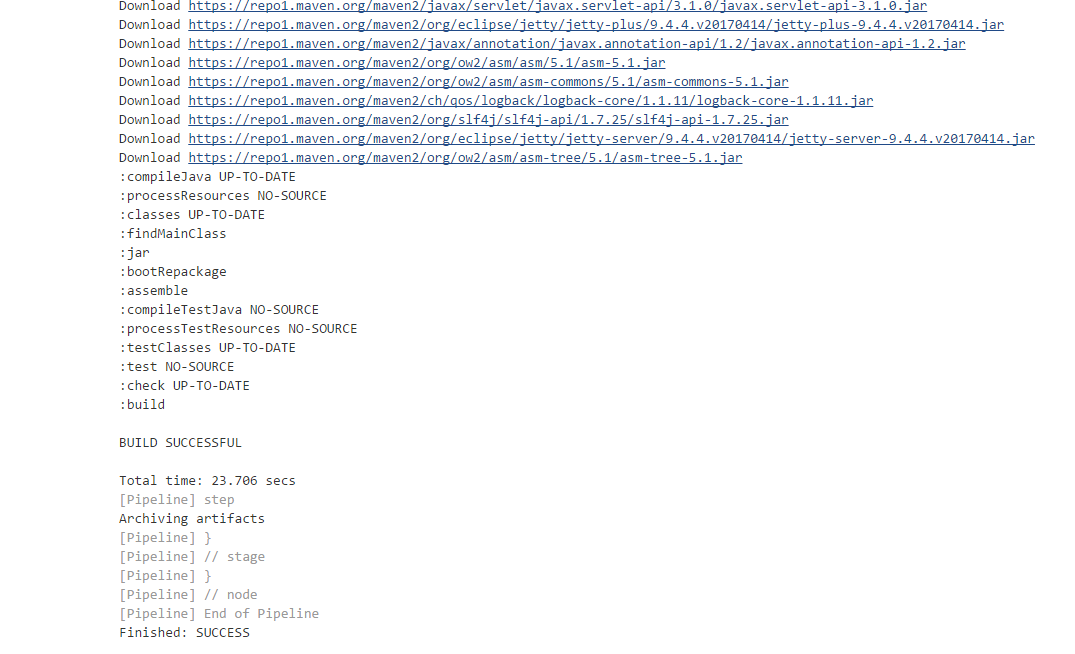 Download https://repo1.maven.org/maven2/javax/servlet/javax.servlet-api/3.1.0/javax.servlet-api-3.1.0.jar
Download https://repo1.maven.org/maven2/org/eclipse/jetty/jetty-plus/9.4.4.v20170414/jetty-plus-9.4.4.v20170414.jar
Download https://repo1.maven.org/maven2/javax/annotation/javax.annotation-api/1.2/javax.annotation-api-1.2.jar
Download https://repo1.maven.org/maven2/org/ow2/asm/asm/5.1/asm-5.1.jar
Download https://repo1.maven.org/maven2/org/ow2/asm/asm-commons/5.1/asm-commons-5.1.jar
Download https://repo1.maven.org/maven2/ch/qos/logback/logback-core/1.1.11/logback-core-1.1.11.jar
Download https://repo1.maven.org/maven2/org/slf4j/slf4j-api/1.7.25/slf4j-api-1.7.25.jar
Download https://repo1.maven.org/maven2/org/eclipse/jetty/jetty-server/9.4.4.v20170414/jetty-server-9.4.4.v20170414.jar
Download https://repo1.maven.org/maven2/org/ow2/asm/asm-tree/5.1/asm-tree-5.1.jar
:compileJava UP-TO-DATE
:processResources NO-SOURCE
:classes UP-TO-DATE
:findMainClass
:jar
:bootRepackage
:assemble
:compileTestJava NO-SOURCE
:processTestResources NO-SOURCE
:testClasses UP-TO-DATE
:test NO-SOURCE
:check UP-TO-DATE
:build
BUILD SUCCESSFUL
Total time: 23.706 secs
[Pipeline] step
Archiving artifacts
[Pipeline] }
[Pipeline] // stage
[Pipeline] }
[Pipeline] // node
[Pipeline] End of Pipeline
Finished: SUCCESS